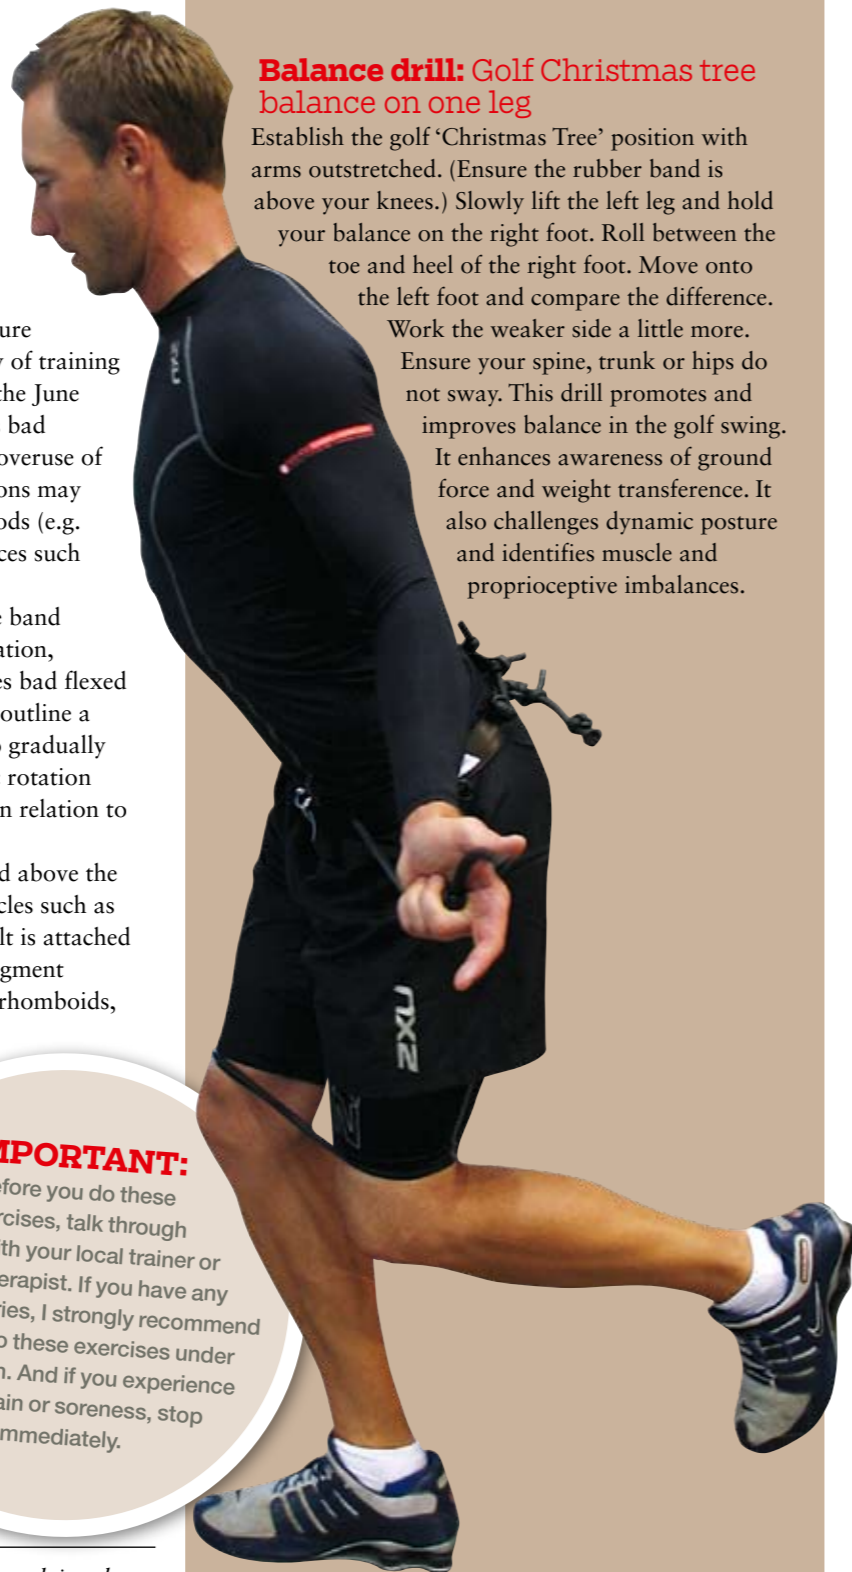 Balance drill: Golf Christmas tree
balance on one leg
Establish the golf ‘Christmas Tree’ position with
arms outstretched. (Ensure the rubber band is
above your knees.) Slowly lift the left leg and hold
your balance on the right foot. Roll between the
toe and heel of the right foot. Move onto
the left foot and compare the difference.
Work the weaker side a little more.
Ensure your spine, trunk or hips do
not sway. This drill promotes and
improves balance in the golf swing.
It enhances awareness of ground
force and weight transference. It
also challenges dynamic posture
and identifies muscle and
proprioceptive imbalances.
ure
of training
the June
bad
overuse of
ons may
ods (e.g.
ces such
band
ation,
es bad flexed
outline a
gradually
rotation
n relation to
d above the
cles such as
lt is attached
gment
rhomboids,
MPORTANT:
efore you do these
rcises, talk through
th your local trainer or
erapist. If you have any
ries, I strongly recommend
o these exercises under
n. And if you experience
ain or soreness, stop
mmediately.
2XU
2XU